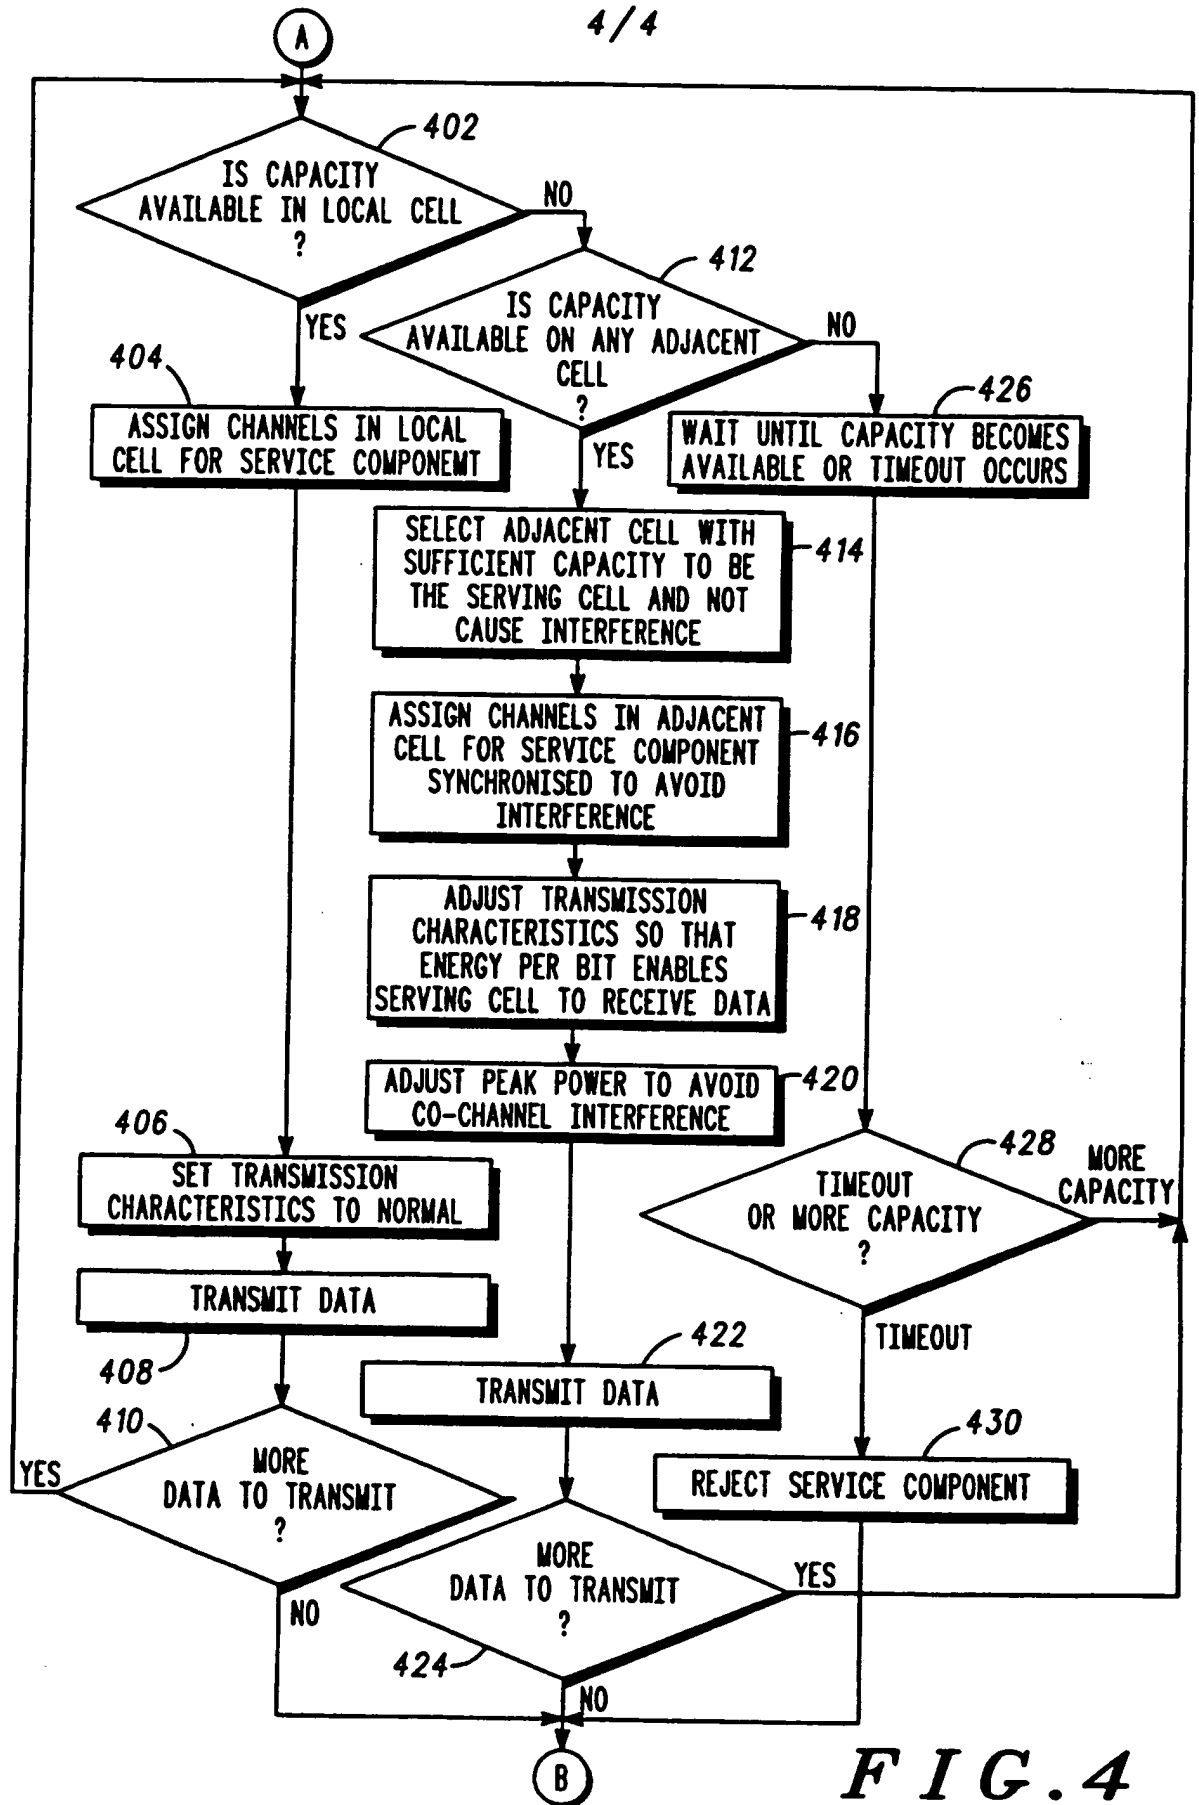 4/4
A
402
IS CAPACITY
AVAILABLE IN LOCAL CELL
?
NO
YES
412
IS CAPACITY
AVAILABLE ON ANY ADJACENT
CELL
?
NO
YES
404
ASSIGN CHANNELS IN LOCAL
CELL FOR SERVICE COMPONEMT
426
WAIT UNTIL CAPACITY BECOMES
AVAILABLE OR TIMEOUT OCCURS
SELECT ADJACENT CELL WITH
SUFFICIENT CAPACITY TO BE
THE SERVING CELL AND NOT
CAUSE INTERFERENCE
414
ASSIGN CHANNELS IN ADJACENT
CELL FOR SERVICE COMPONENT
SYNCHRONISED TO AVOID
INTERFERENCE
416
ADJUST TRANSMISSION
CHARACTERISTICS SO THAT
ENERGY PER BIT ENABLES
SERVING CELL TO RECEIVE DATA
418
ADJUST PEAK POWER TO AVOID
CO-CHANNEL INTERFERENCE
420
406
SET TRANSMISSION
CHARACTERISTICS TO NORMAL
428
TIMEOUT
OR MORE CAPACITY
?
MORE
CAPACITY
TIMEOUT
TRANSMIT DATA
408
422
TRANSMIT DATA
410
MORE
DATA TO TRANSMIT
?
YES
NO
430
REJECT SERVICE COMPONENT
MORE
DATA TO TRANSMIT
?
YES
424
NO
B
FIG.4